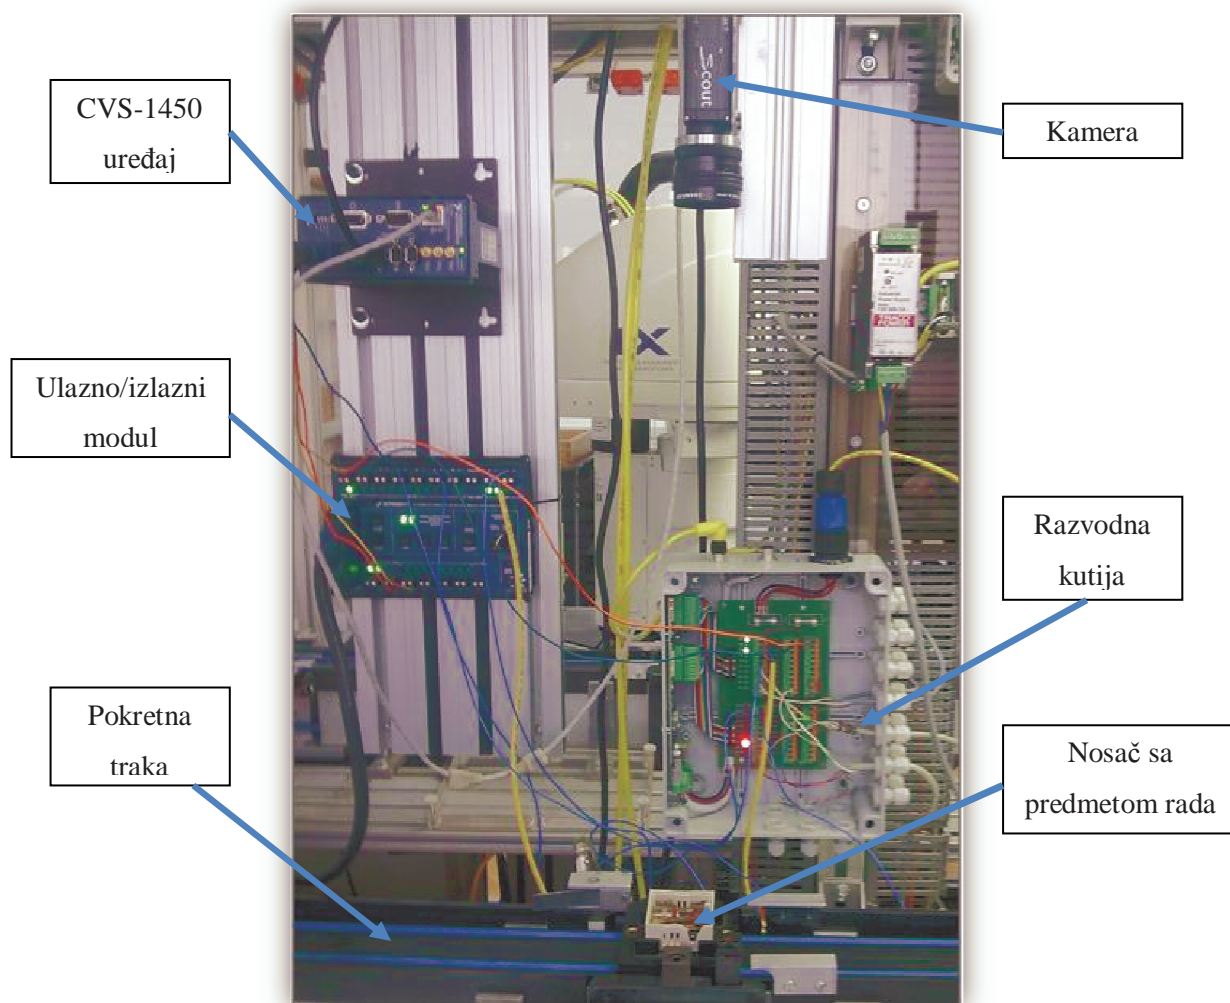 CVS-1450
uređaj
Ulazno/izlazni
modul
Pokretna
traka
scout
Kamera
Razvodna
kutija
Nosač sa
predmetom rada